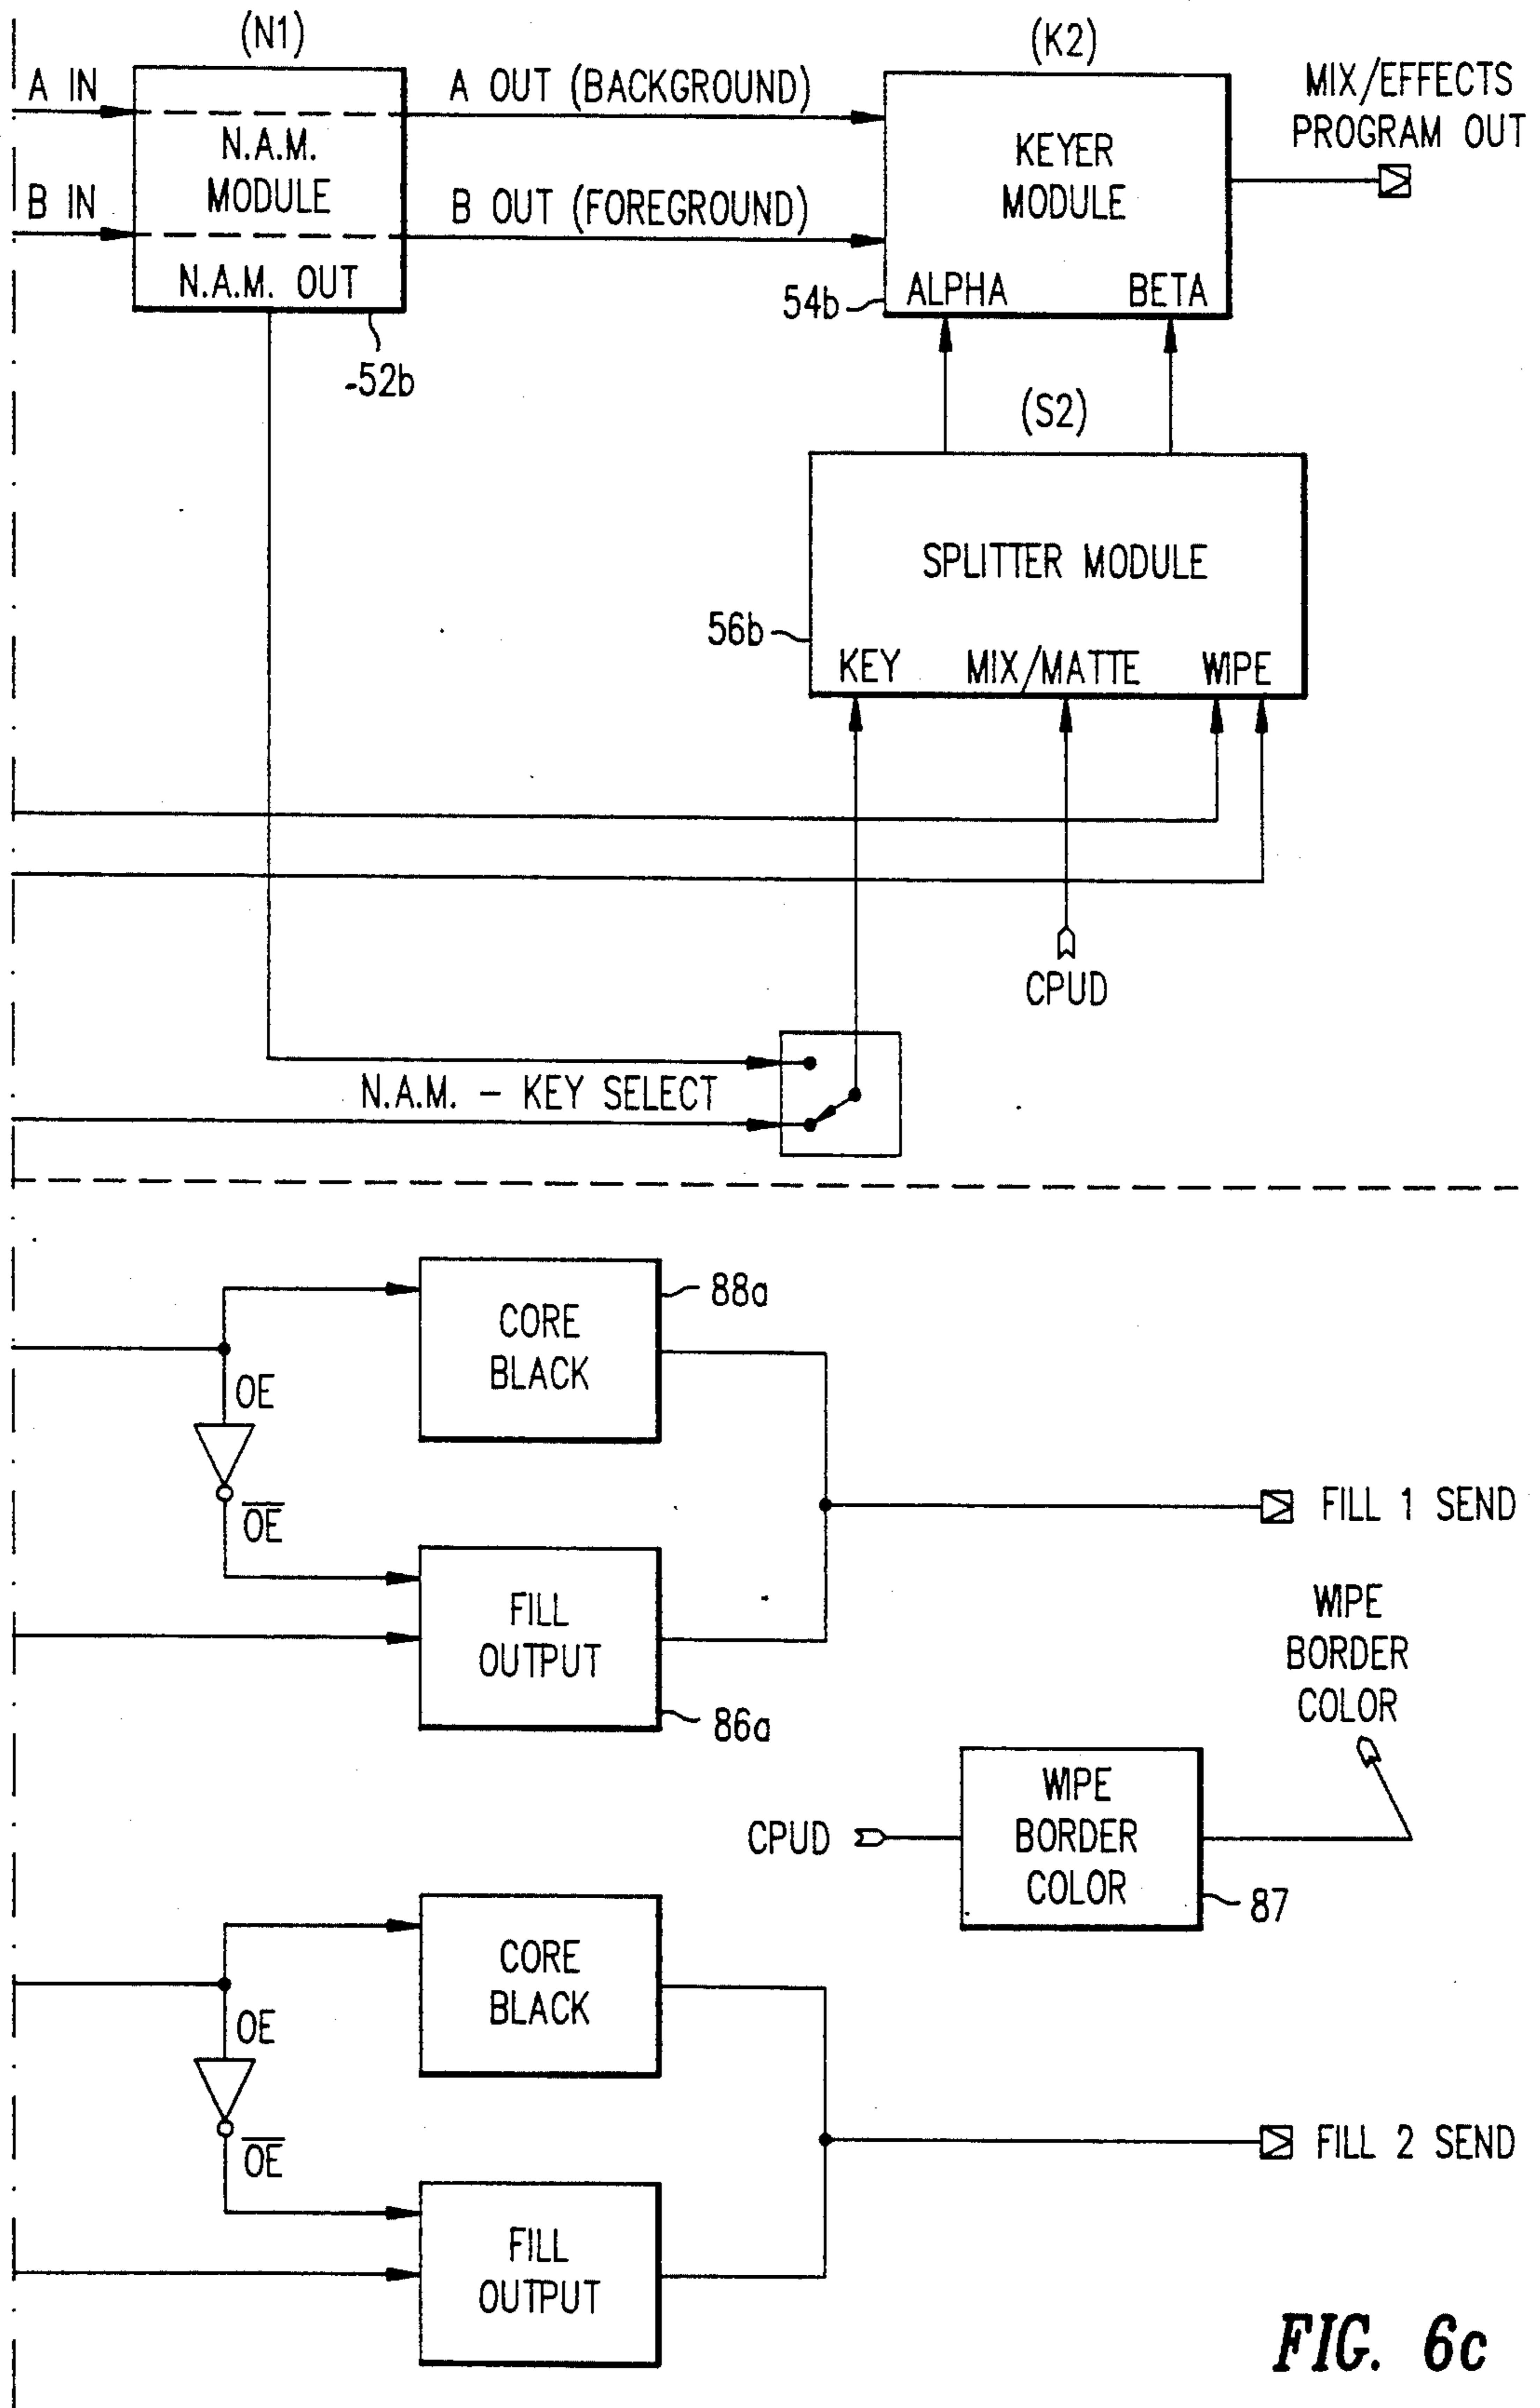 (N1)
(K2)
A IN
A OUT (BACKGROUND)
MIX/EFFECTS
PROGRAM OUT
N.A.M.
MODULE
KEYER
MODULE
B IN
B OUT (FOREGROUND)
N.A.M. OUT
54b
ALPHA
BETA
-52b
(S2)
SPLITTER MODULE
56b
KEY
MIX/MATTE
WIPE
CPUD
N.A.M. - KEY SELECT
CORE
BLACK
88a
OE
O̅E̅
FILL 1 SEND
FILL
OUTPUT
86a
WIPE
BORDER
COLOR
CPUD
WIPE
BORDER
COLOR
87
CORE
BLACK
OE
O̅E̅
FILL 2 SEND
FILL
OUTPUT
FIG. 6c